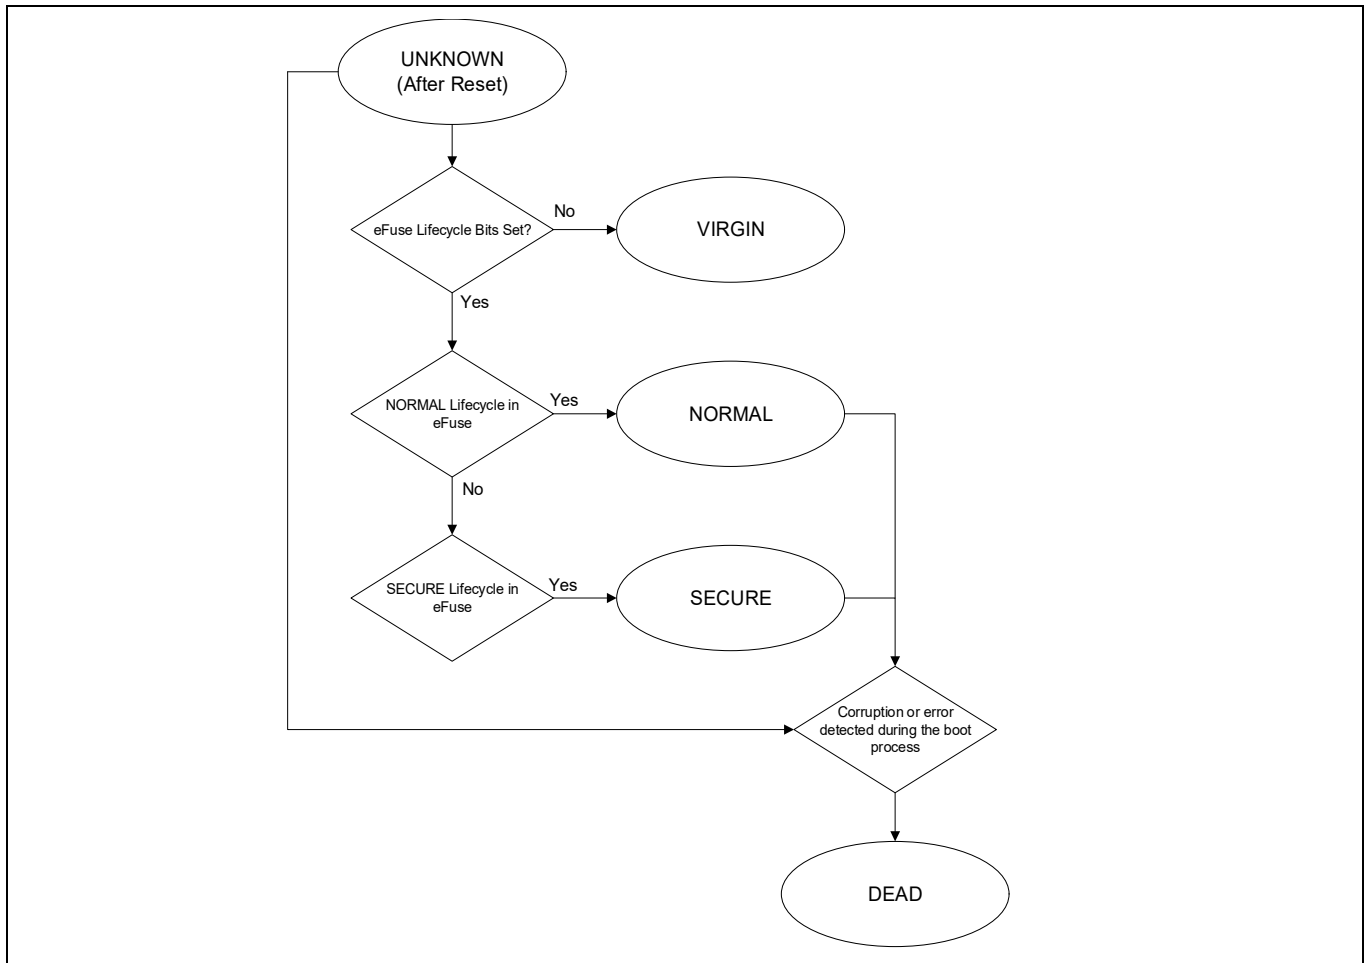 UNKNOWN
(After Reset)
eFuse Lifecycle Bits Set?
No
VIRGIN
Yes
NORMAL Lifecycle in
eFuse
Yes
NORMAL
No
SECURE Lifecycle in
eFuse
Yes
SECURE
Corruption or error
detected during the boot
process
DEAD